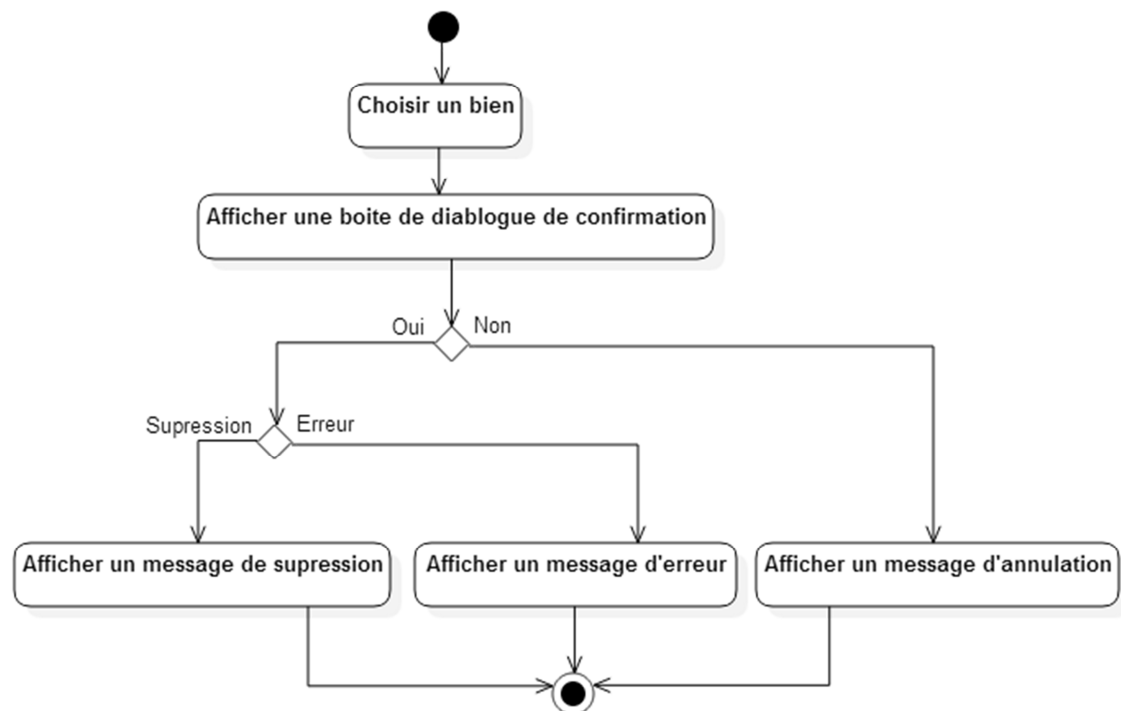 Choisir un bien
Afficher une boite de diablogue de confirmation
Oui
Non
Supression
Erreur
Afficher un message de supression
Afficher un message d'erreur
Afficher un message d'annulation